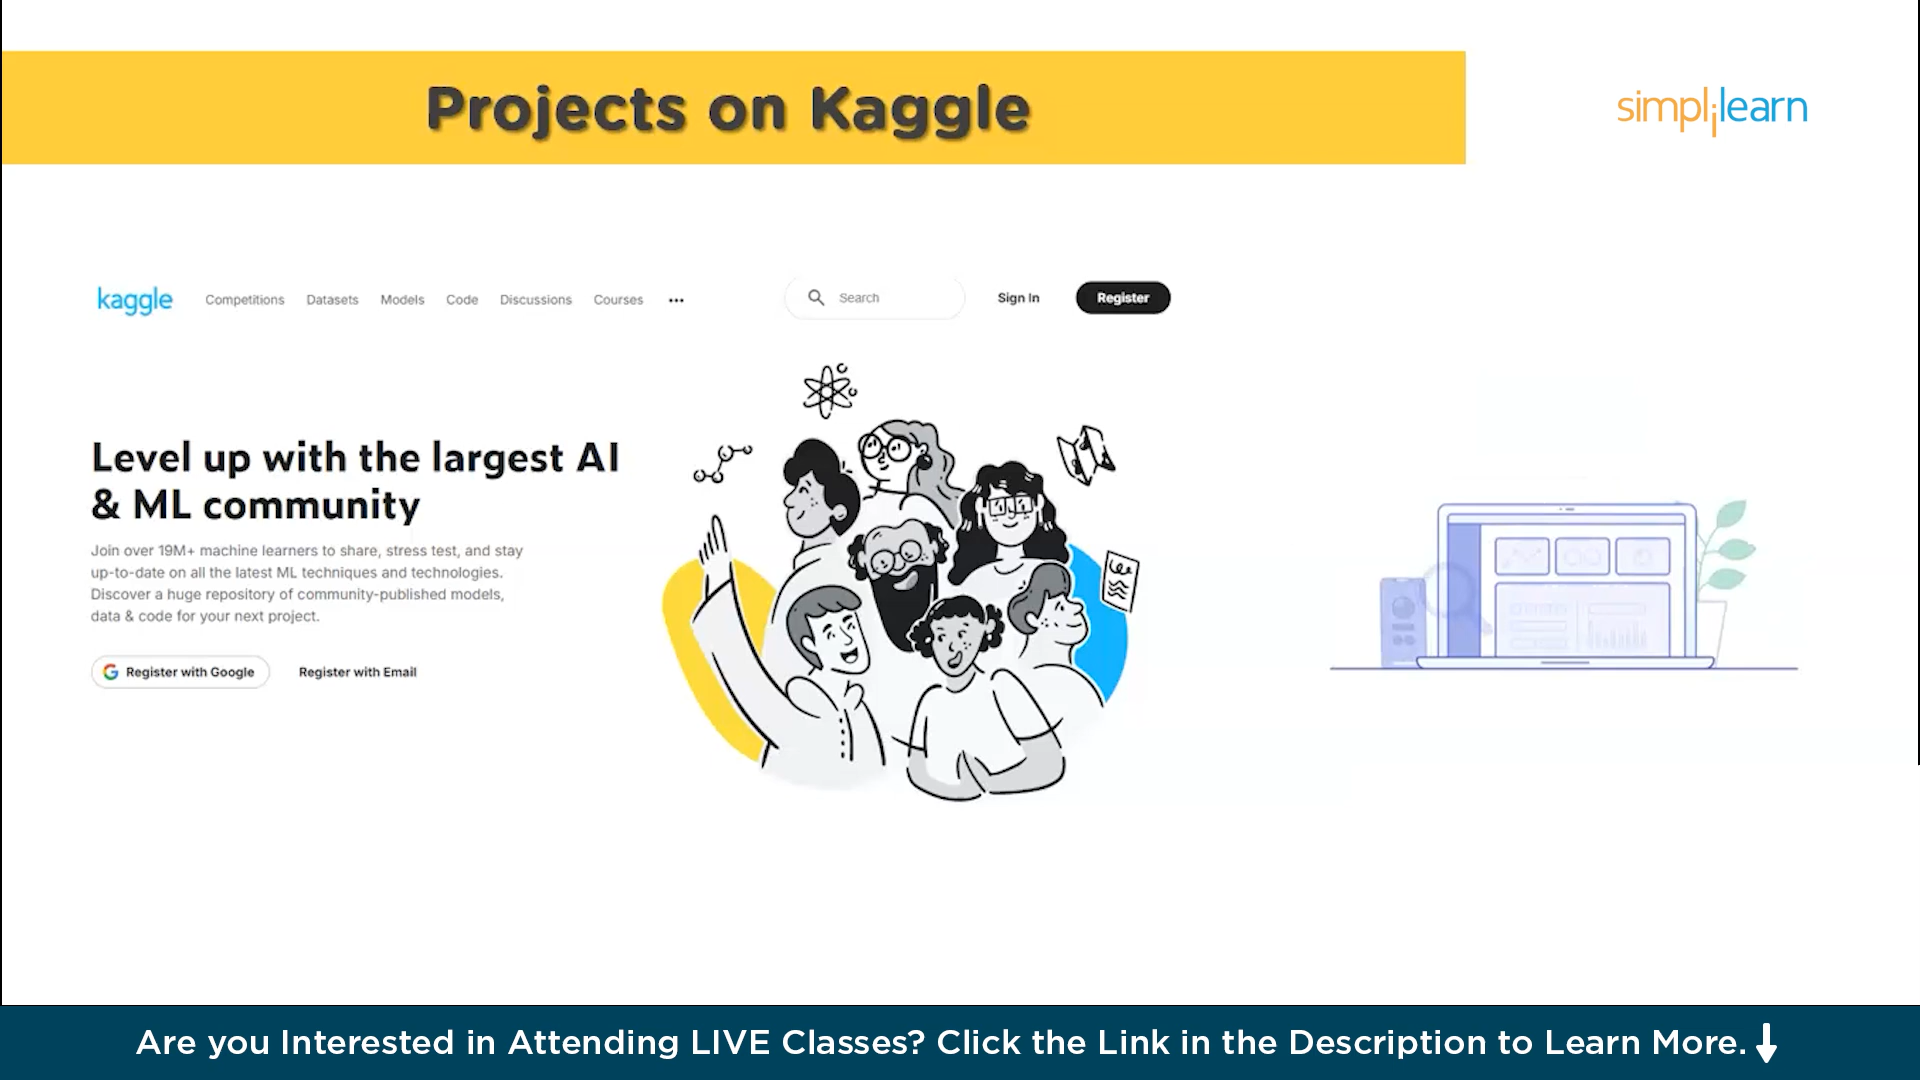 Projects on Kaggle
simplilearn
kaggle
Competitions Datasets Models Code Discussions Courses
Search
Sign In
Register
Level up with the largest AI
& ML community
Join over 19M+ machine learners to share, stress test, and stay
up-to-date on all the latest ML techniques and technologies.
Discover a huge repository of community-published models,
data & code for your next project.
Register with Google
Register with Email
Are you Interested in Attending LIVE Classes? Click the Link in the Description to Learn More.